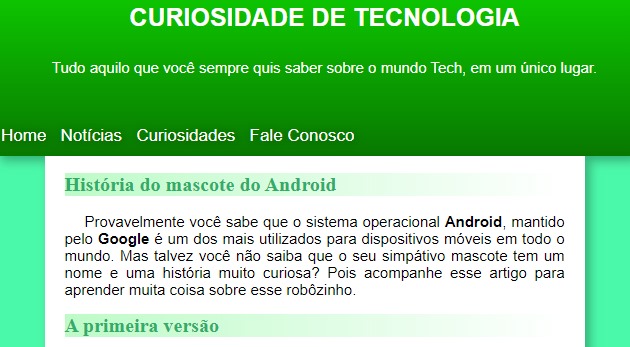 CURIOSIDADE DE TECNOLOGIA
Tudo aquilo que você sempre quis saber sobre o mundo Tech, em um único lugar.
Home Notícias Curiosidades Fale Conosco
História do mascote do Android
Provavelmente você sabe que o sistema operacional Android, mantido
pelo Google é um dos mais utilizados para dispositivos móveis em todo o
mundo. Mas talvez você não saiba que o seu simpátivo mascote tem um
nome e uma história muito curiosa? Pois acompanhe esse artigo para
aprender muita coisa sobre esse robôzinho.
A primeira versão